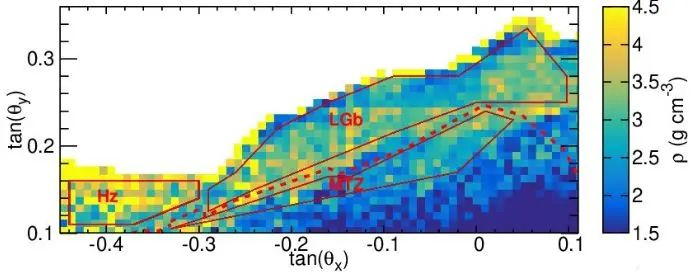 tan(θy)
0.3
0.2
0.1
Hz
LGb
MTZ
-0.4
-0.3
-0.2
-0.1
0
0.1
tan(θx)
4.5
4
3.5
3
2.5
2
1.5
ρ (g cm-3)